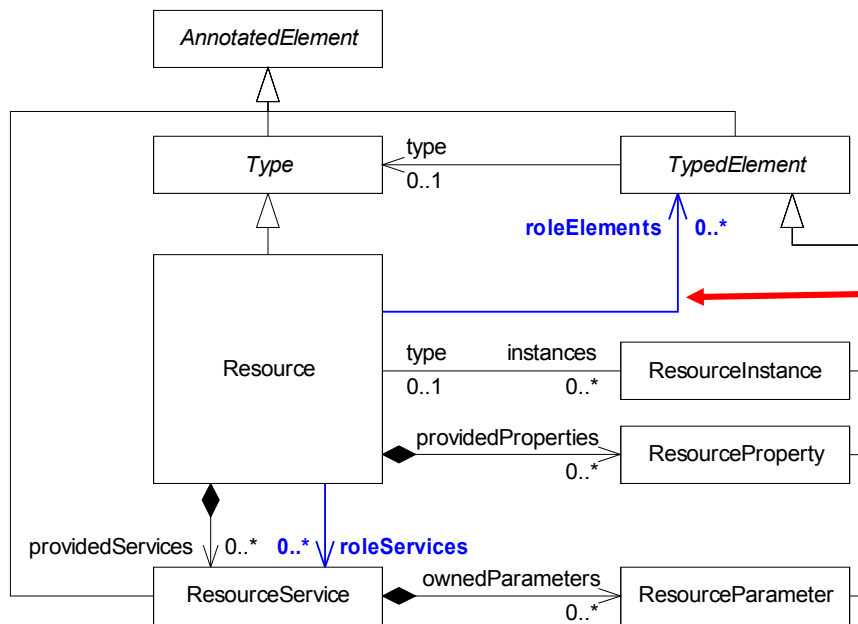 AnnotatedElement
type
Type
0..1
TypedElement
roleElements 0..*
Resource
type instances
0..1 0..*
ResourceInstance
providedProperties
0..*
ResourceProperty
providedServices 0..* 0..* roleServices
ownedParameters
ResourceService
0..*
ResourceParameter